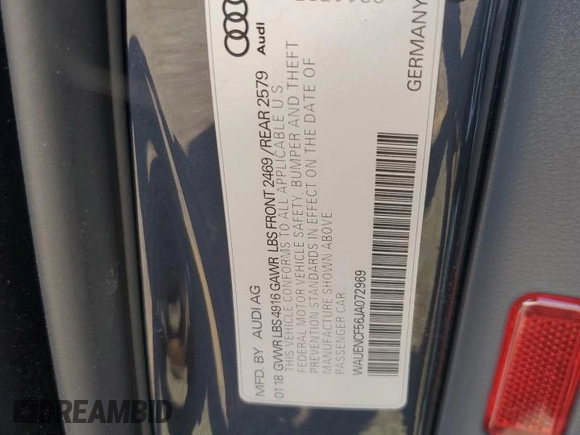 Audi
GERMANY
MFD. BY AUDI AG
01.18 GVWR LBS 4916 GAWR LBS FRONT 2469 /REAR 2579
THIS VEHICLE CONFORMS TO ALL APPLICABLE U S
FEDERAL MOTOR VEHICLE SAFETY, BUMPER AND THEFT
PREVENTION STANDARDS IN EFFECT ON THE DATE OF
MANUFACTURE SHOWN ABOVE
PASSENGER CAR
WAUENCF56JA072969
DREAMBID